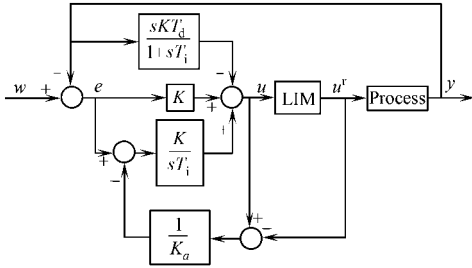 sKT_d
1+sT_i
w
+
−
e
K
−
+
+
u
LIM
u^r
Process
y
+
−
K
sT_i
1
K_a
+
−